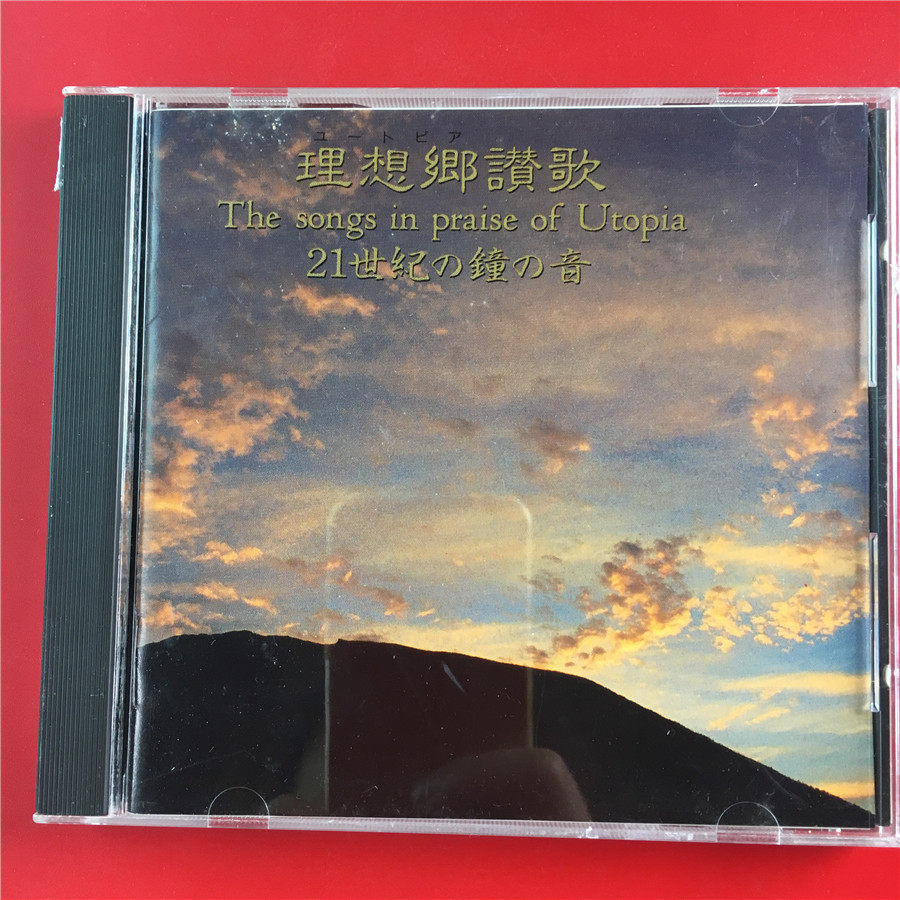 ユートピア
理想郷讃歌
The songs in praise of Utopia
21世紀の鐘の音